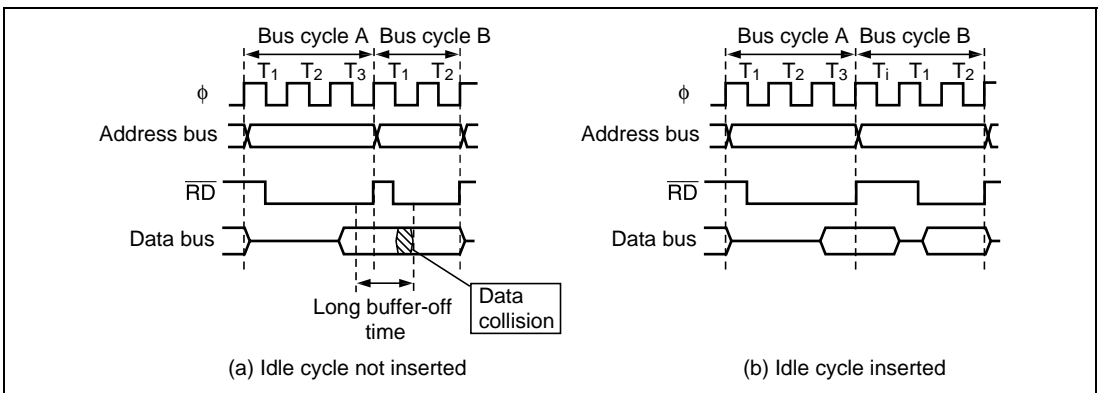 Bus cycle A Bus cycle B
T1 T2 T3 T1 T2
ϕ
Address bus
RD
Data bus
Long buffer-off
time
Data
collision
(a) Idle cycle not inserted
Bus cycle A Bus cycle B
T1 T2 T3 Ti T1 T2
ϕ
Address bus
RD
Data bus
(b) Idle cycle inserted